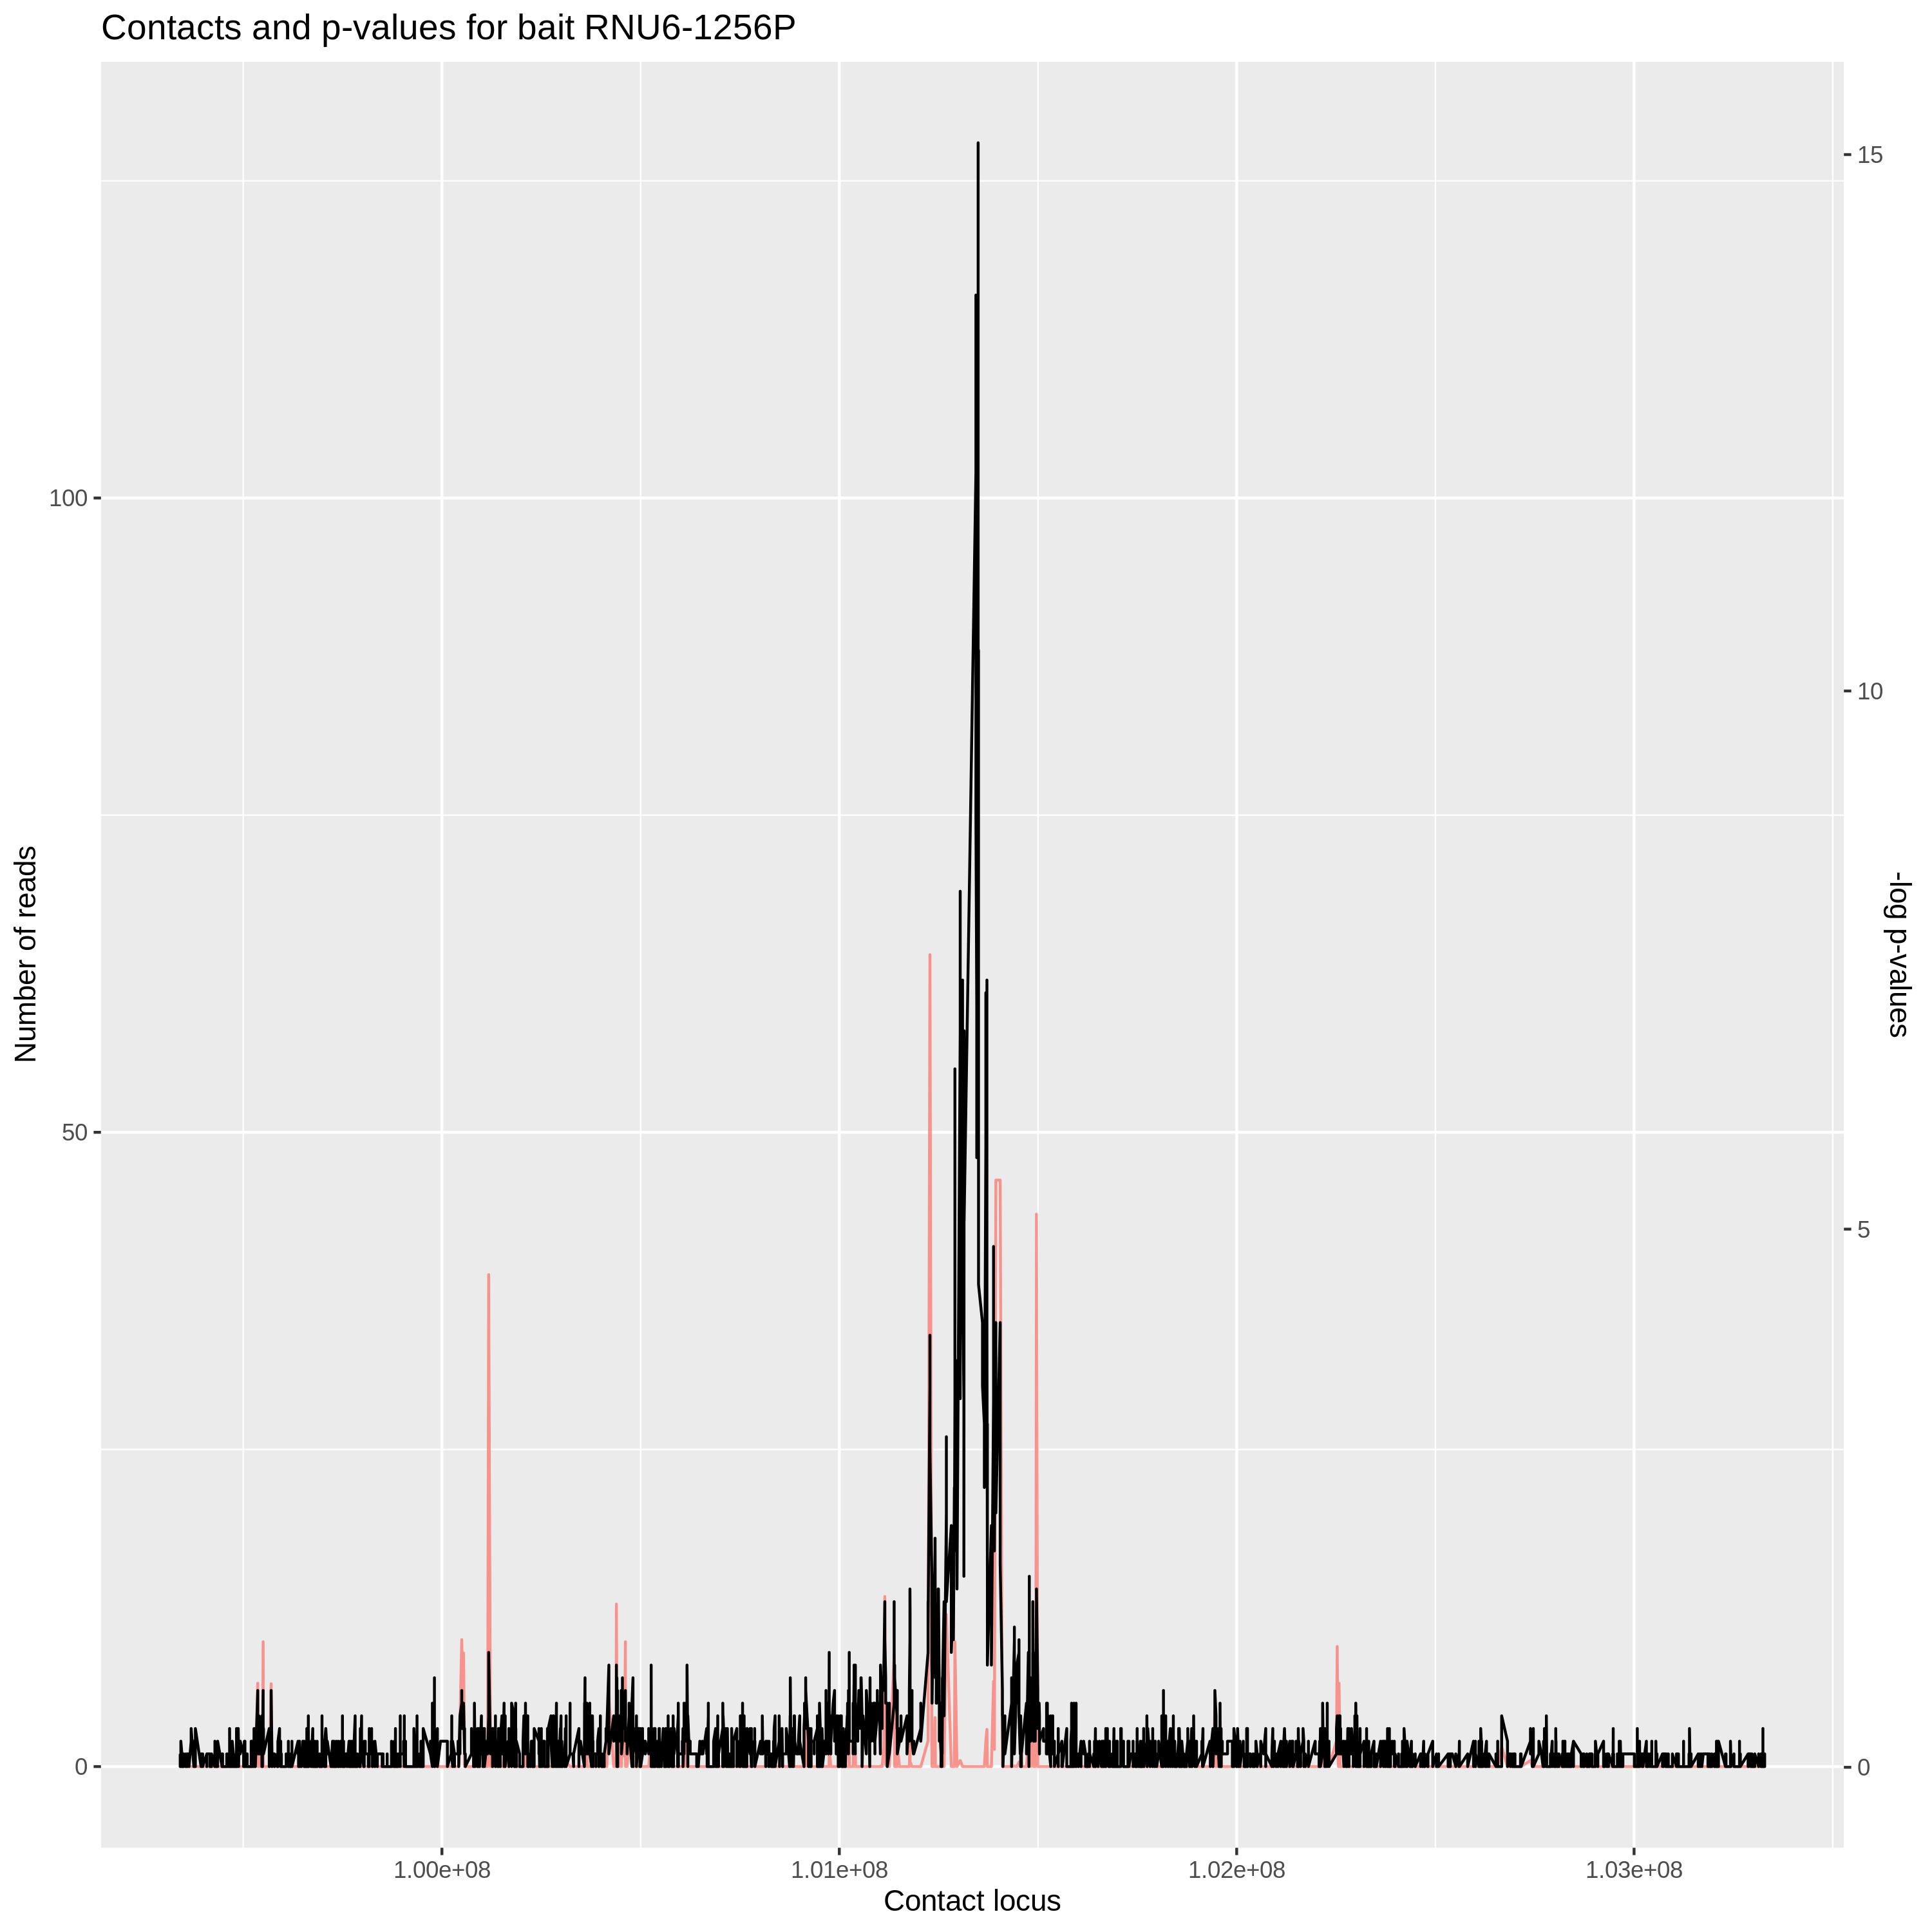 Contacts and p-values for bait RNU6-1256P
Number of reads
100
50
0
15
10
5
0
-log p-values
1.00e+08
1.01e+08
1.02e+08
1.03e+08
Contact locus